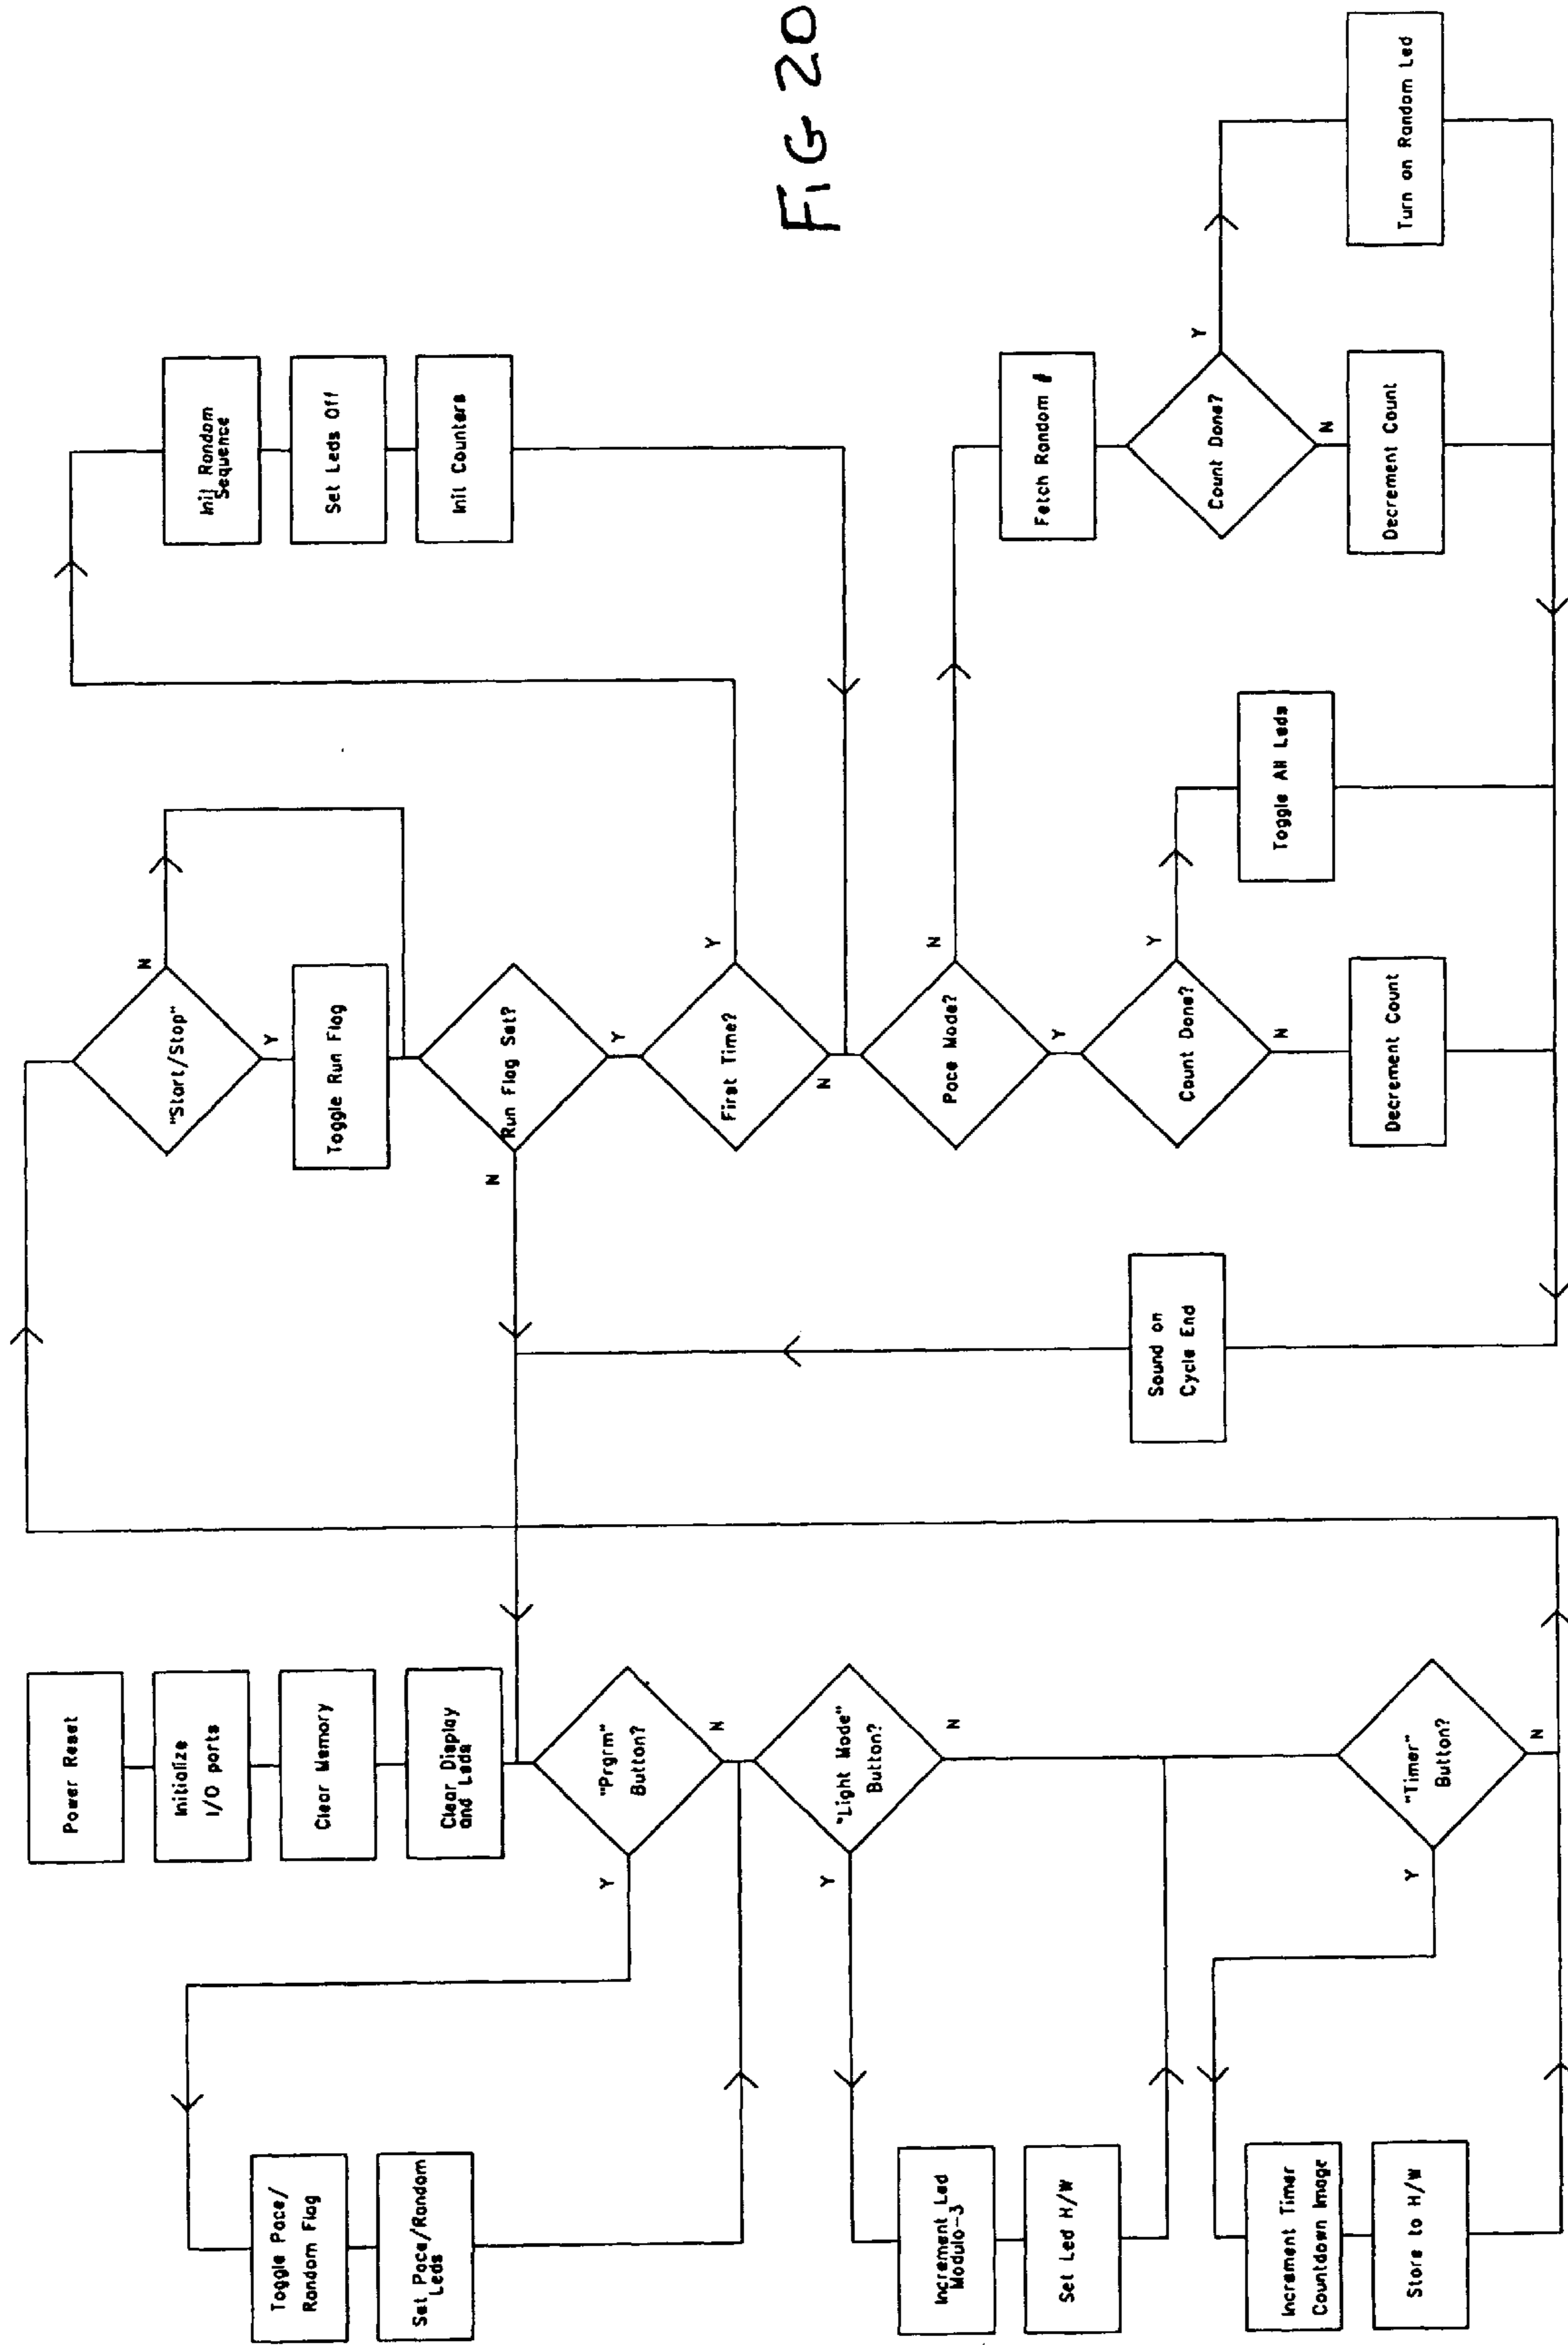 Power Reset
Initialize
I/O ports
Clear Memory
Clear Display
and Leds
"Prgrm"
Button?
Y
N
Toggle Pace/
Random Flag
Set Pace/Random
Leds
"Light Mode"
Button?
Y
N
Increment Led
Modulo-3
Set Led H/W
"Timer"
Button?
Y
N
Increment Timer
Countdown Image
Store to H/W
"Start/Stop"
N
Y
Toggle Run Flag
Run Flag Set?
N
Y
First Time?
Y
N
Init Random
Sequence
Set Leds Off
Init Counters
Pace Mode?
N
Y
Count Done?
Y
N
Toggle All Leds
Decrement Count
Fetch Random #
Count Done?
Y
N
Decrement Count
Turn on Random Led
Sound on
Cycle End
FIG 20